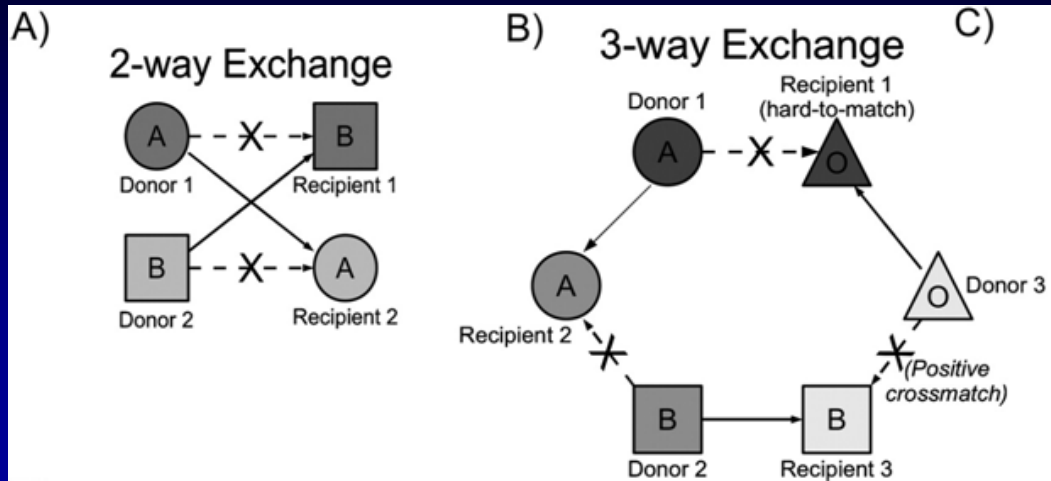 A)
2-way Exchange
A
X
B
Donor 1
Recipient 1
B
X
A
Donor 2
Recipient 2
B)
3-way Exchange
C)
Donor 1
Recipient 1
(hard-to-match)
A
X
O
A
Recipient 2
O
Donor 3
X
X
(Positive
crossmatch)
B
B
Donor 2
Recipient 3